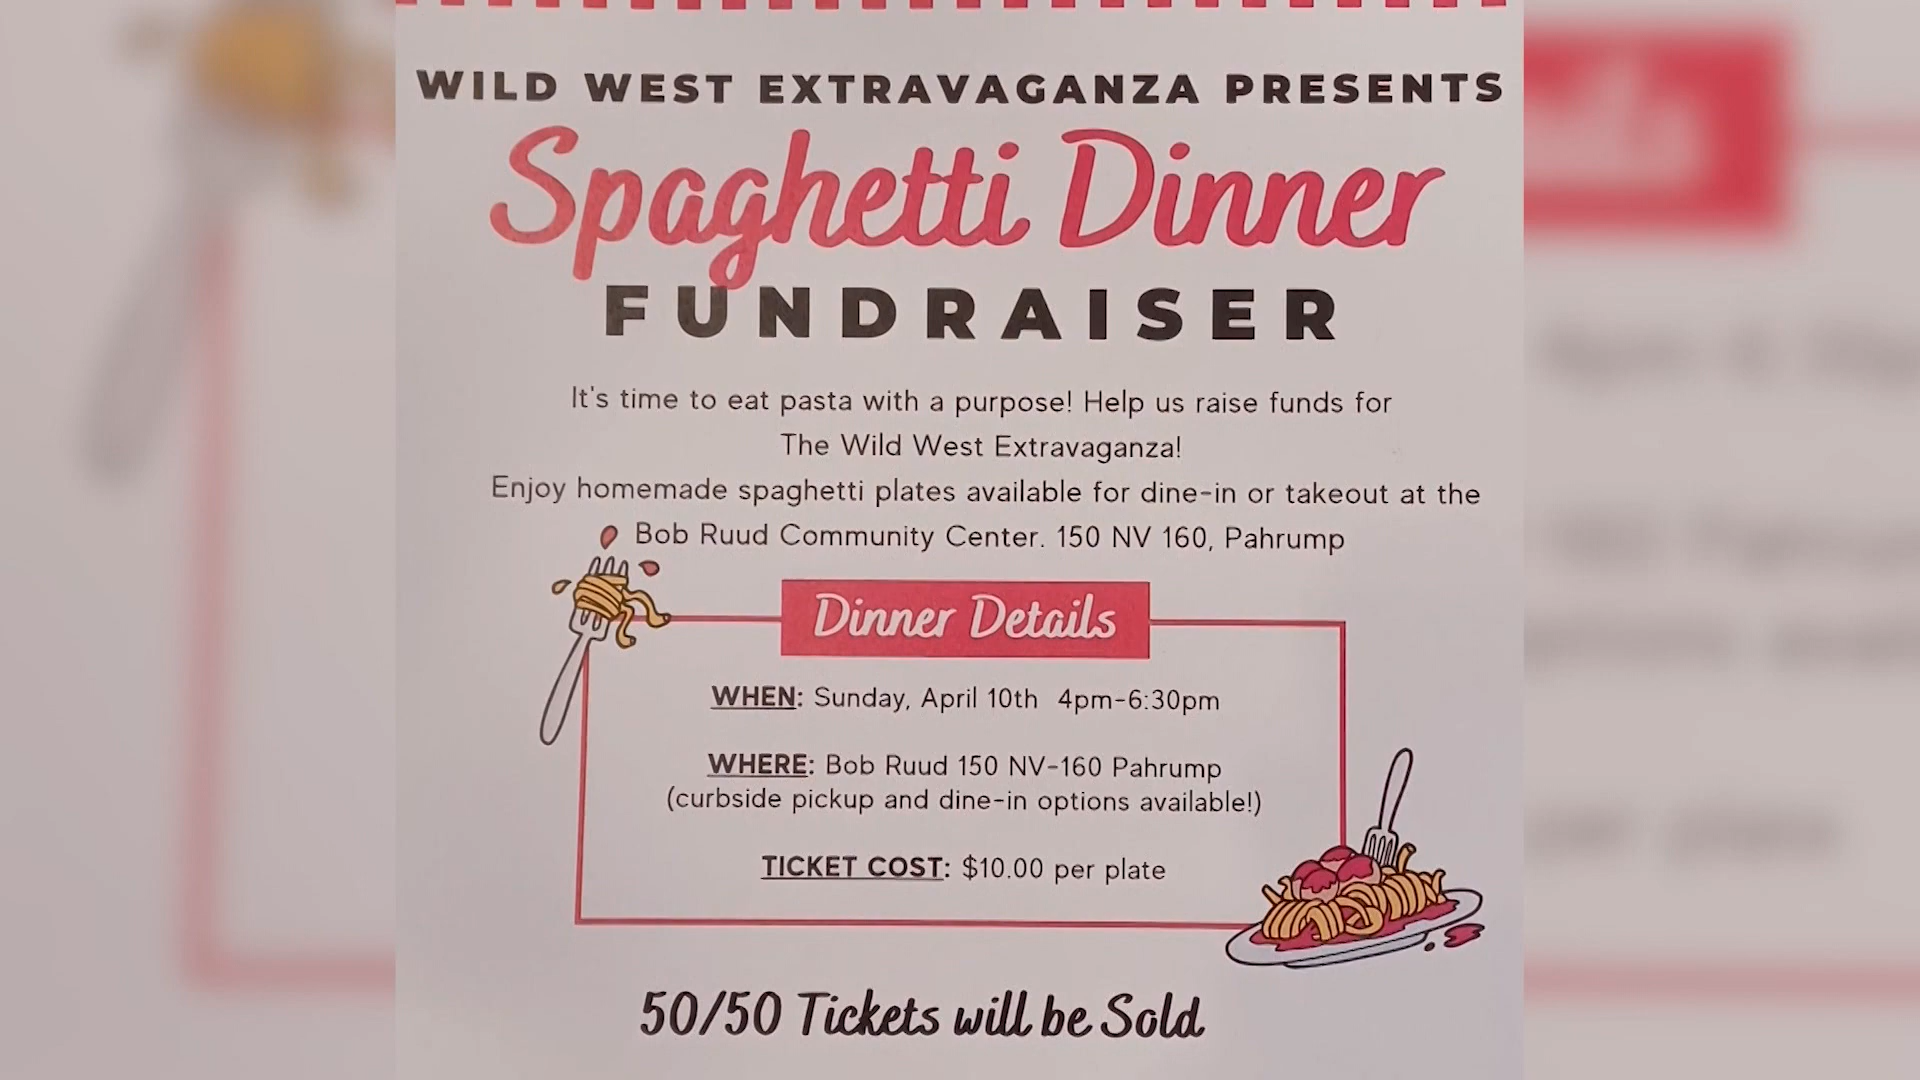 WILD WEST EXTRAVAGANZA PRESENTS
Spaghetti Dinner
FUNDRAISER
It's time to eat pasta with a purpose! Help us raise funds for
The Wild West Extravaganza!
Enjoy homemade spaghetti plates available for dine-in or takeout at the
Bob Ruud Community Center. 150 NV 160, Pahrump
Dinner Details
WHEN: Sunday, April 10th 4pm-6:30pm
WHERE: Bob Ruud 150 NV-160 Pahrump
(curbside pickup and dine-in options available!)
TICKET COST: $10.00 per plate
50/50 Tickets will be Sold